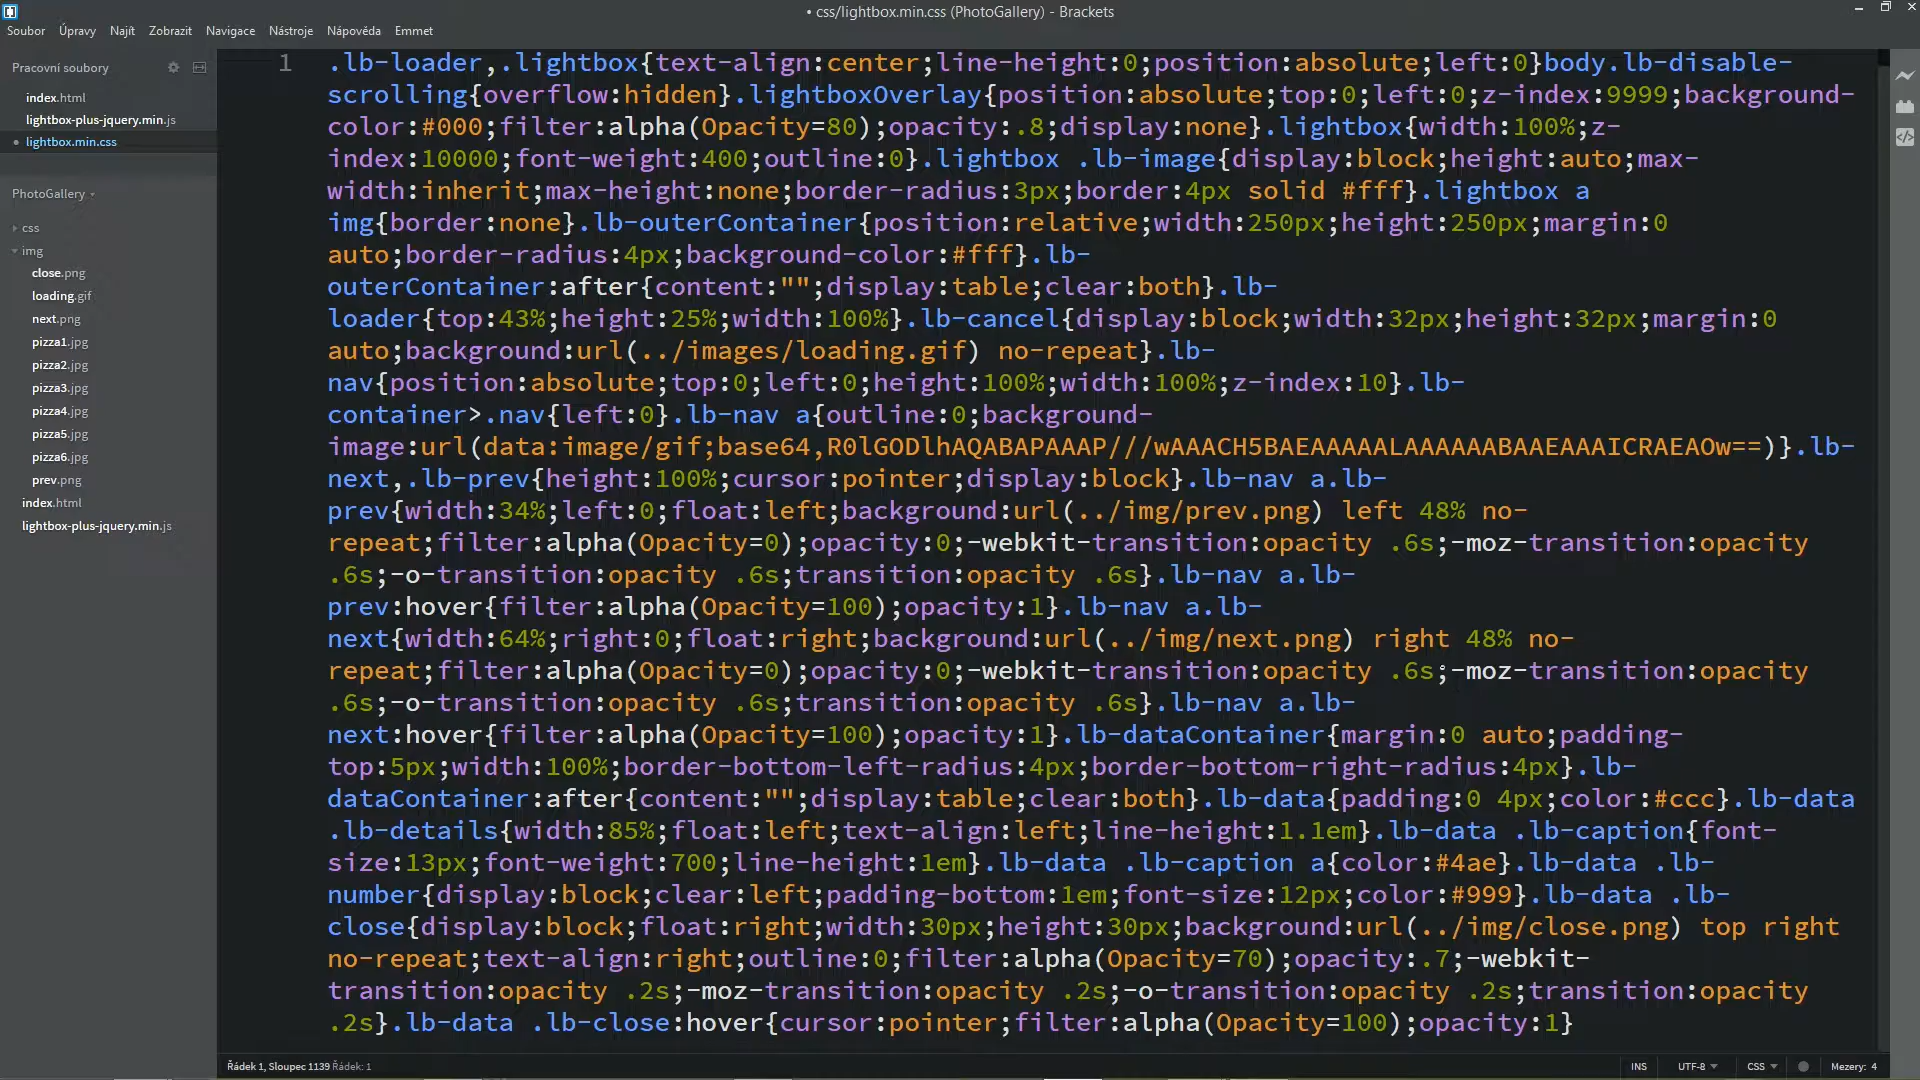 • css/lightbox.min.css (PhotoGallery) - Brackets
Soubor Úpravy Najít Zobrazit Navigace Nástroje Nápověda Emmet
Pracovní soubory
index.html
lightbox-plus-jquery.min.js
• lightbox.min.css
PhotoGallery
css
img
close.png
loading.gif
next.png
pizza1.jpg
pizza2.jpg
pizza3.jpg
pizza4.jpg
pizza5.jpg
pizza6.jpg
prev.png
index.html
lightbox-plus-jquery.min.js
1 .lb-loader,.lightbox{text-align:center;line-height:0;position:absolute;left:0}body.lb-disable-
scrolling{overflow:hidden}.lightboxOverlay{position:absolute;top:0;left:0;z-index:9999;background-
color:#000;filter:alpha(Opacity=80);opacity:.8;display:none}.lightbox{width:100%;z-
index:10000;font-weight:400;outline:0}.lightbox .lb-image{display:block;height:auto;max-
width:inherit;max-height:none;border-radius:3px;border:4px solid #fff}.lightbox a
img{border:none}.lb-outerContainer{position:relative;width:250px;height:250px;margin:0
auto;border-radius:4px;background-color:#fff}.lb-
outerContainer:after{content:"";display:table;clear:both}.lb-
loader{top:43%;height:25%;width:100%}.lb-cancel{display:block;width:32px;height:32px;margin:0
auto;background:url(../images/loading.gif) no-repeat}.lb-
nav{position:absolute;top:0;left:0;height:100%;width:100%;z-index:10}.lb-
container>.nav{left:0}.lb-nav a{outline:0;background-
image:url(data:image/gif;base64,R0lGODlhAQABAPAAAP///wAAACH5BAEAAAAALAAAAAABAAEAAAICRAEAOw==)}.lb-
next,.lb-prev{height:100%;cursor:pointer;display:block}.lb-nav a.lb-
prev{width:34%;left:0;float:left;background:url(../img/prev.png) left 48% no-
repeat;filter:alpha(Opacity=0);opacity:0;-webkit-transition:opacity .6s;-moz-transition:opacity
.6s;-o-transition:opacity .6s;transition:opacity .6s}.lb-nav a.lb-
prev:hover{filter:alpha(Opacity=100);opacity:1}.lb-nav a.lb-
next{width:64%;right:0;float:right;background:url(../img/next.png) right 48% no-
repeat;filter:alpha(Opacity=0);opacity:0;-webkit-transition:opacity .6s;-moz-transition:opacity
.6s;-o-transition:opacity .6s;transition:opacity .6s}.lb-nav a.lb-
next:hover{filter:alpha(Opacity=100);opacity:1}.lb-dataContainer{margin:0 auto;padding-
top:5px;width:100%;border-bottom-left-radius:4px;border-bottom-right-radius:4px}.lb-
dataContainer:after{content:"";display:table;clear:both}.lb-data{padding:0 4px;color:#ccc}.lb-data
.lb-details{width:85%;float:left;text-align:left;line-height:1.1em}.lb-data .lb-caption{font-
size:13px;font-weight:700;line-height:1em}.lb-data .lb-caption a{color:#4ae}.lb-data .lb-
number{display:block;clear:left;padding-bottom:1em;font-size:12px;color:#999}.lb-data .lb-
close{display:block;float:right;width:30px;height:30px;background:url(../img/close.png) top right
no-repeat;text-align:right;outline:0;filter:alpha(Opacity=70);opacity:.7;-webkit-
transition:opacity .2s;-moz-transition:opacity .2s;-o-transition:opacity .2s;transition:opacity
.2s}.lb-data .lb-close:hover{cursor:pointer;filter:alpha(Opacity=100);opacity:1}
Řádek 1, Sloupec 1139 Řádek: 1
INS UTF-8 CSS Mezery: 4